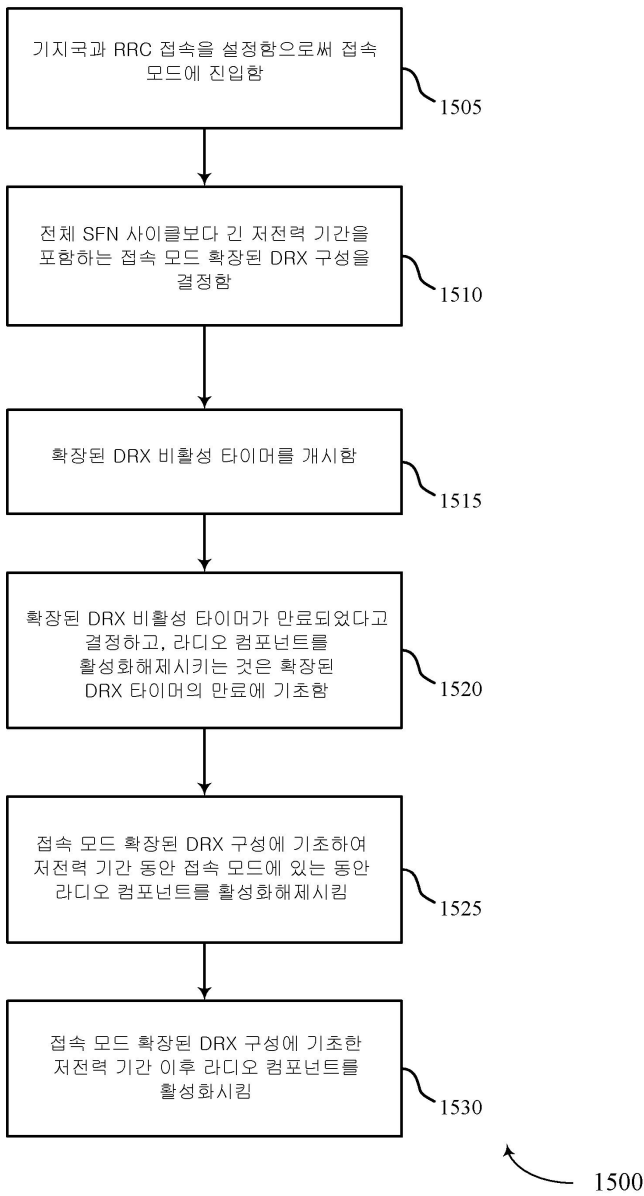 기지국과 RRC 접속을 설정함으로써 접속
모드에 진입함
1505
전체 SFN 사이클보다 긴 저전력 기간을
포함하는 접속 모드 확장된 DRX 구성을
결정함
1510
확장된 DRX 비활성 타이머를 개시함
1515
확장된 DRX 비활성 타이머가 만료되었다고
결정하고, 라디오 컴포넌트를
활성화해제시키는 것은 확장된
DRX 타이머의 만료에 기초함
1520
접속 모드 확장된 DRX 구성에 기초하여
저전력 기간 동안 접속 모드에 있는 동안
라디오 컴포넌트를 활성화해제시킴
1525
접속 모드 확장된 DRX 구성에 기초한
저전력 기간 이후 라디오 컴포넌트를
활성화시킴
1530
1500